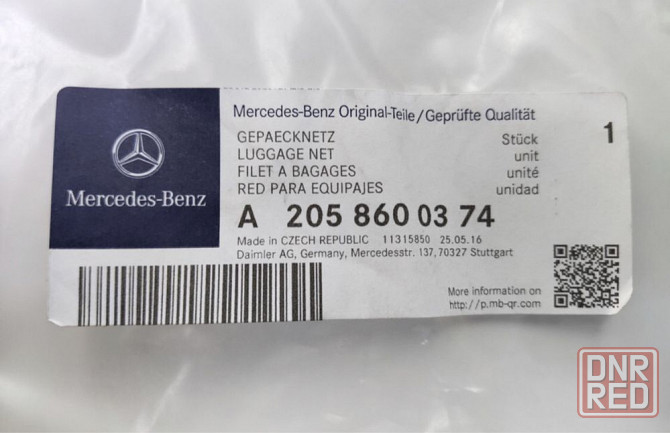 Mercedes-Benz Original-Teile/Geprüfte Qualität
GEPAECKNETZ Stück 1
LUGGAGE NET unit
FILET A BAGAGES unité
RED PARA EQUIPAJES unidad
Mercedes-Benz
A 205 860 03 74
Made in CZECH REPUBLIC 11315850 25.05.16
Daimler AG, Germany, Mercedesstr. 137,70327 Stuttgart
More information on
http://p.mb-qr.com
DNR
RED